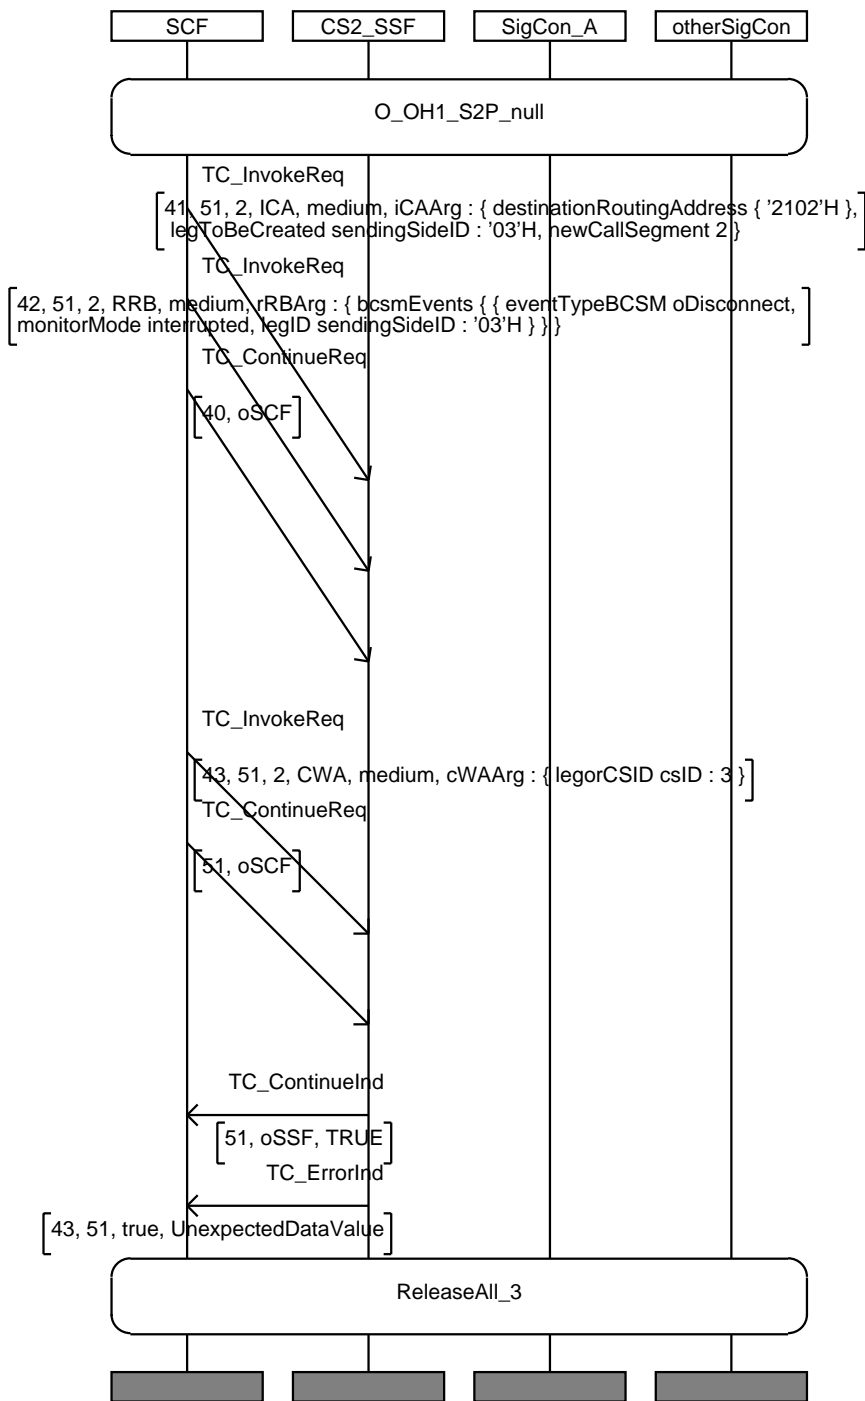 SCF CS2_SSF SigCon_A otherSigCon
O_OH1_S2P_null
TC_InvokeReq
41, 51, 2, ICA, medium, iCAArg : { destinationRoutingAddress { '2102'H },
legToBeCreated sendingSideID : '03'H, newCallSegment 2 }
TC_InvokeReq
42, 51, 2, RRB, medium, rRBArg : { bcsmEvents { { eventTypeBCSM oDisconnect,
monitorMode interrupted, legID sendingSideID : '03'H } } }
TC_ContinueReq
40, oSCF
TC_InvokeReq
43, 51, 2, CWA, medium, cWAArg : { legorCSID csID : 3 }
TC_ContinueReq
51, oSCF
TC_ContinueInd
51, oSSF, TRUE
TC_ErrorInd
43, 51, true, UnexpectedDataValue
ReleaseAll_3